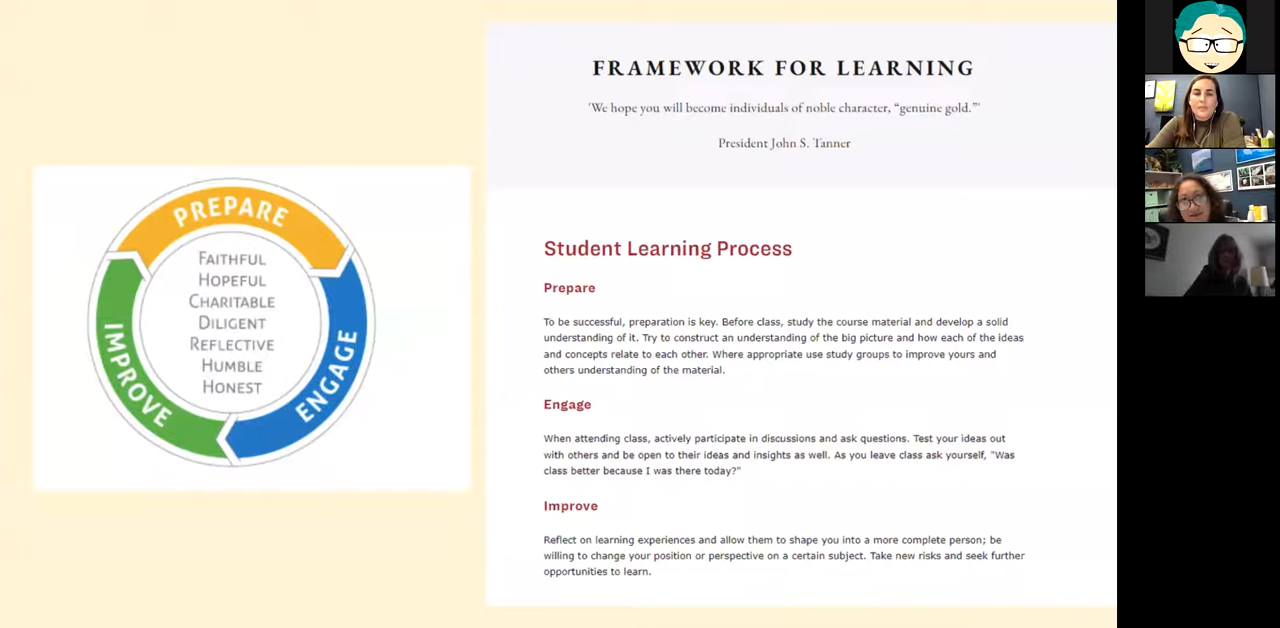 PREPARE
FAITHFUL
HOPEFUL
CHARITABLE
DILIGENT
REFLECTIVE
HUMBLE
HONEST
IMPROVE
ENGAGE
FRAMEWORK FOR LEARNING
'We hope you will become individuals of noble character, “genuine gold.”'
President John S. Tanner
Student Learning Process
Prepare
To be successful, preparation is key. Before class, study the course material and develop a solid
understanding of it. Try to construct an understanding of the big picture and how each of the ideas
and concepts relate to each other. Where appropriate use study groups to improve yours and
others understanding of the material.
Engage
When attending class, actively participate in discussions and ask questions. Test your ideas out
with others and be open to their ideas and insights as well. As you leave class ask yourself, "Was
class better because I was there today?"
Improve
Reflect on learning experiences and allow them to shape you into a more complete person; be
willing to change your position or perspective on a certain subject. Take new risks and seek further
opportunities to learn.